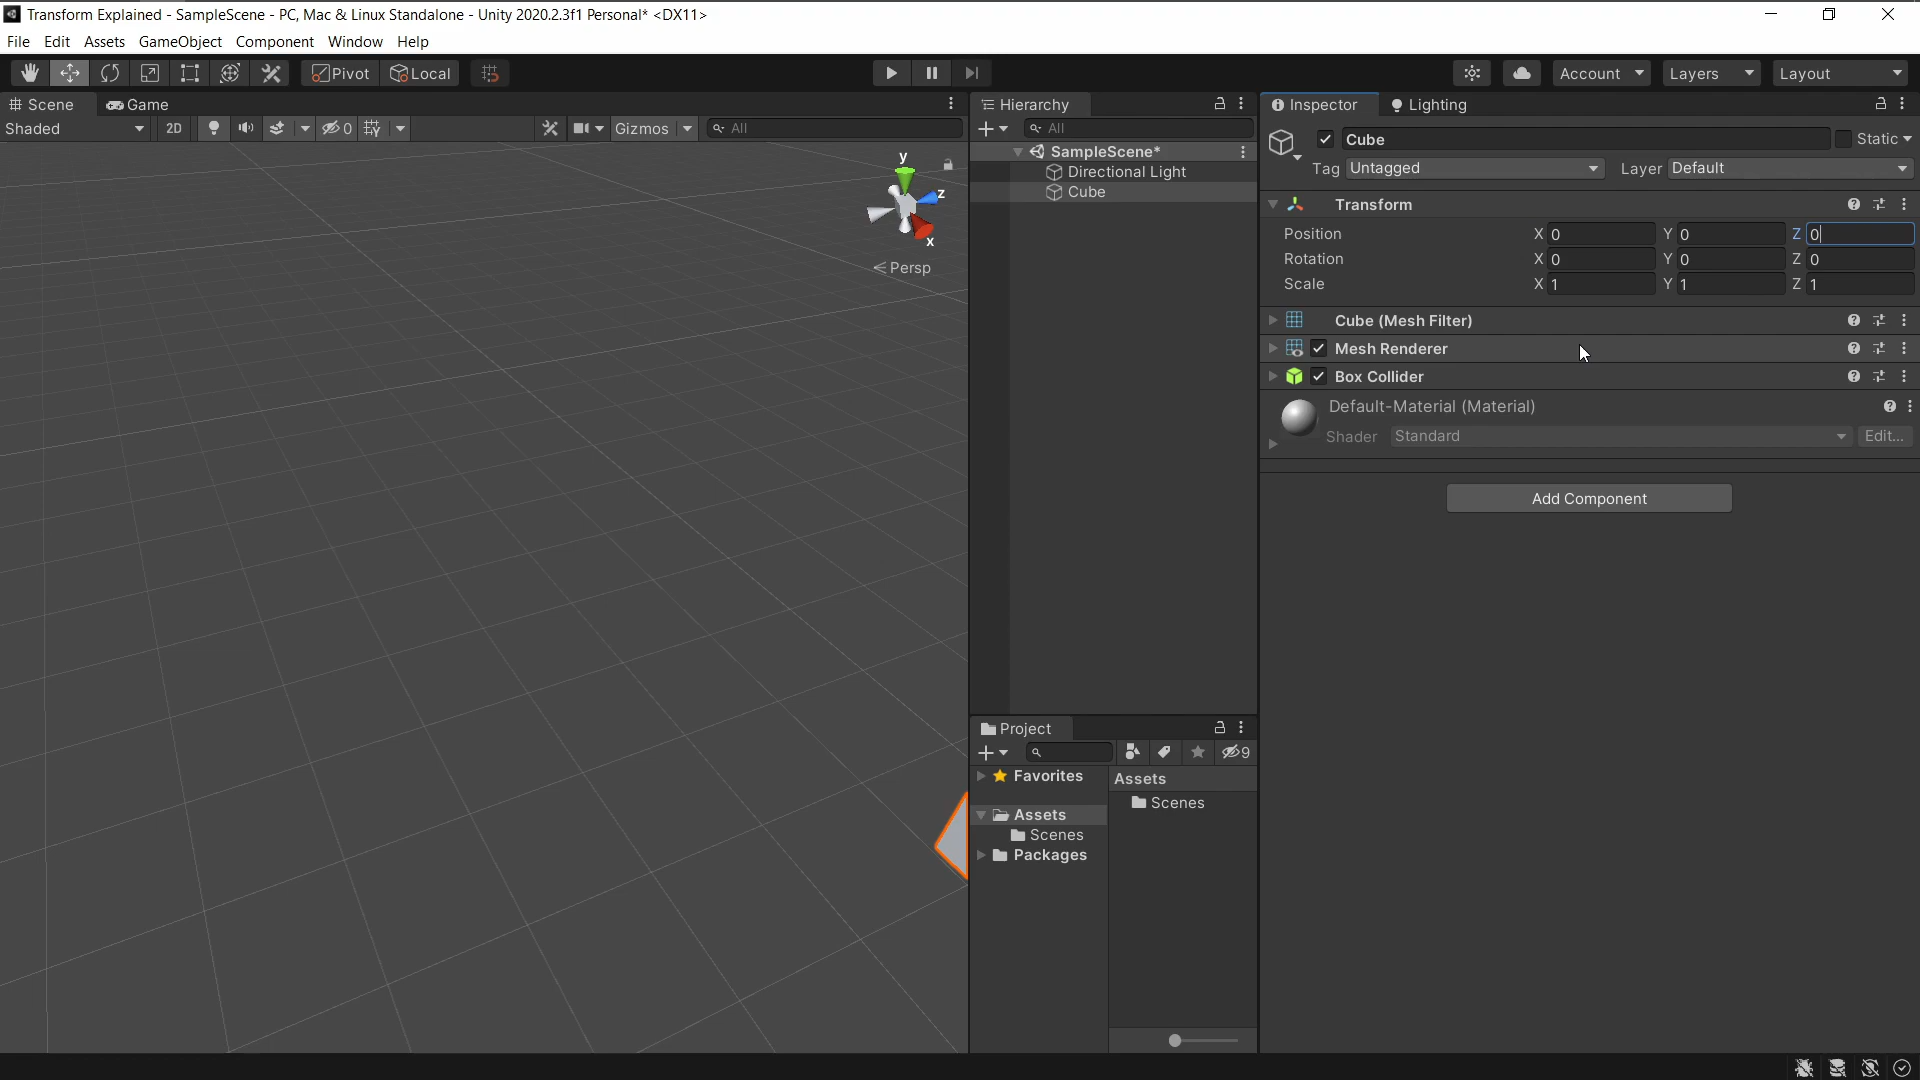 Transform Explained - SampleScene - PC, Mac & Linux Standalone - Unity 2020.2.3f1 Personal* <DX11>
File Edit Assets GameObject Component Window Help
Pivot Local Account Layers Layout
Scene Game
Shaded 2D 0 Gizmos All
y
z
x
Persp
Hierarchy
All
SampleScene*
Directional Light
Cube
Project
9
Favorites
Assets
Scenes
Packages
Assets
Scenes
Inspector Lighting
Cube Static
Tag Untagged Layer Default
Transform
Position X 0 Y 0 Z 0
Rotation X 0 Y 0 Z 0
Scale X 1 Y 1 Z 1
Cube (Mesh Filter)
Mesh Renderer
Box Collider
Default-Material (Material)
Shader Standard Edit...
Add Component